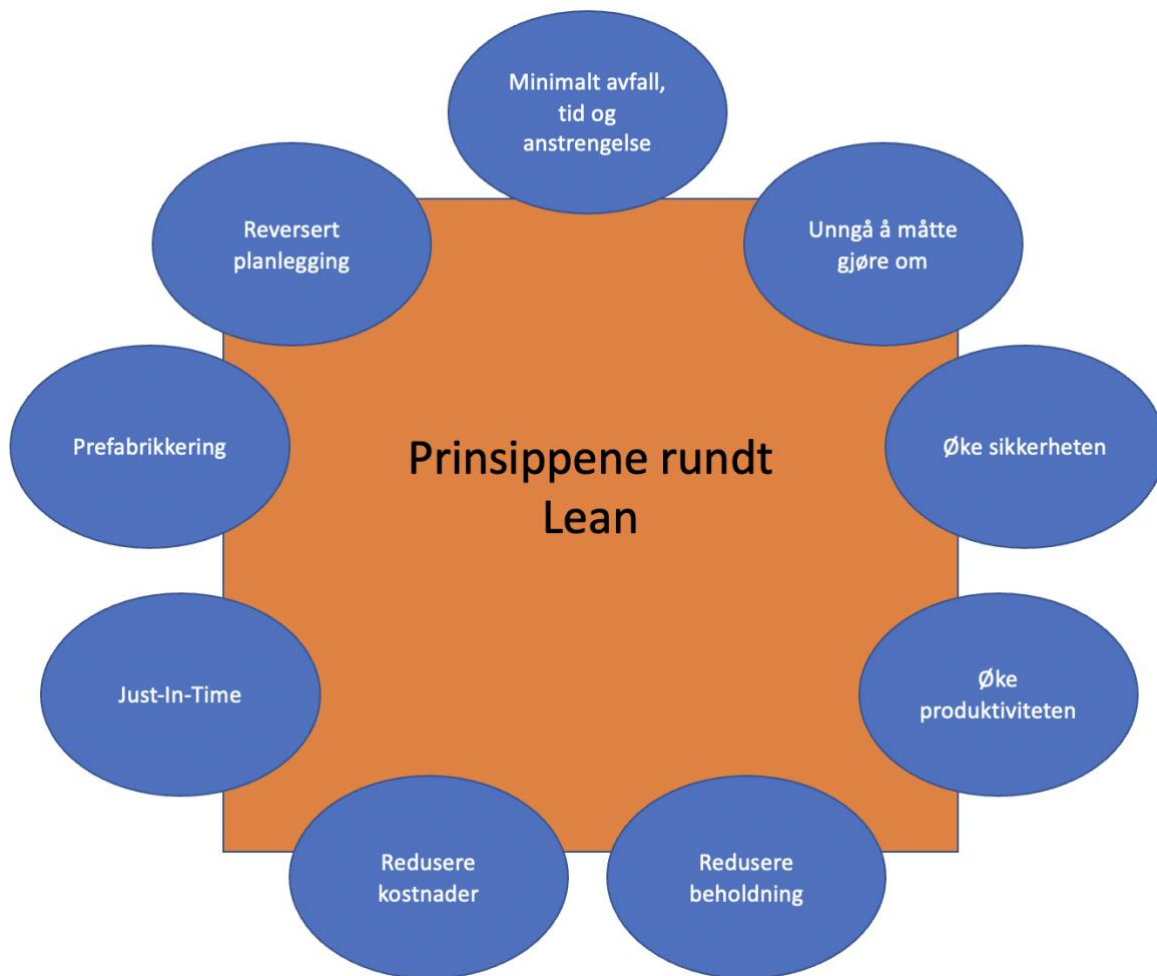 Minimalt avfall,
tid og
anstrengelse
Reversert
planlegging
Unngå å måtte
gjøre om
Prefabrikkering
Prinsippene rundt
Lean
Øke sikkerheten
Just-In-Time
Øke
produktiviteten
Redusere
kostnader
Redusere
beholdning